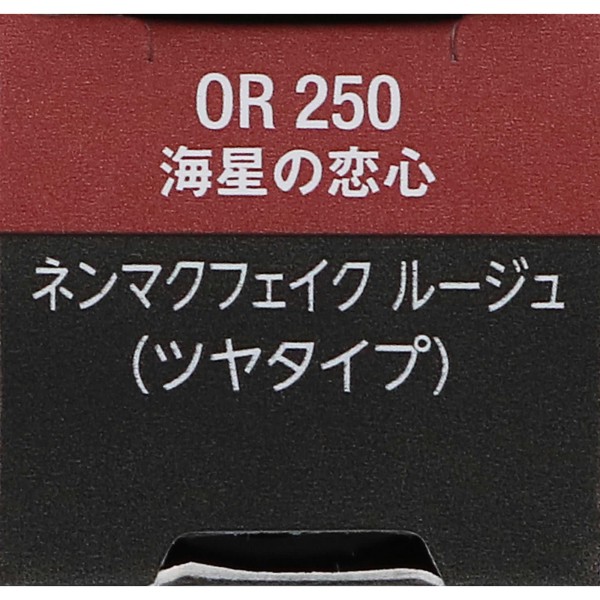 OR 250
海星の恋心
ネンマクフェイク ルージュ
(ツヤタイプ)